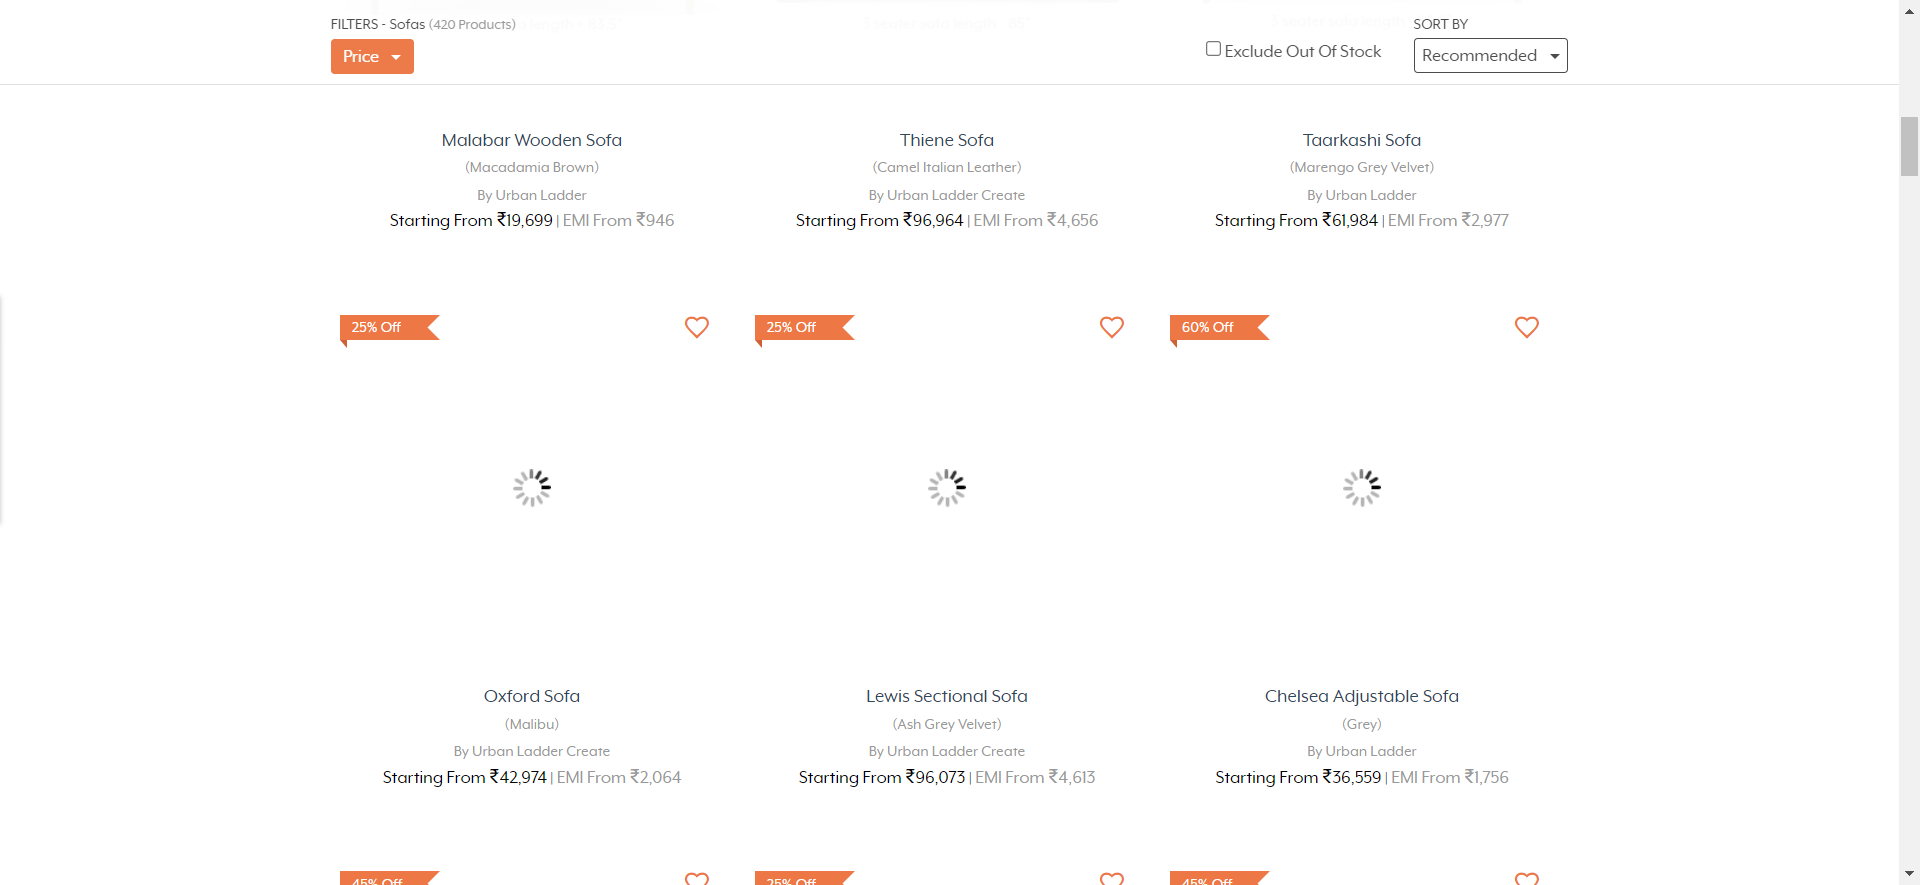 FILTERS - Sofas (420 Products)
SORT BY
Price
Exclude Out Of Stock
Recommended
Malabar Wooden Sofa
(Macadamia Brown)
By Urban Ladder
Starting From ₹19,699 | EMI From ₹946
Thiene Sofa
(Camel Italian Leather)
By Urban Ladder Create
Starting From ₹96,964 | EMI From ₹4,656
Taarkashi Sofa
(Marengo Grey Velvet)
By Urban Ladder
Starting From ₹61,984 | EMI From ₹2,977
25% Off
25% Off
60% Off
Oxford Sofa
(Malibu)
By Urban Ladder Create
Starting From ₹42,974 | EMI From ₹2,064
Lewis Sectional Sofa
(Ash Grey Velvet)
By Urban Ladder Create
Starting From ₹96,073 | EMI From ₹4,613
Chelsea Adjustable Sofa
(Grey)
By Urban Ladder
Starting From ₹36,559 | EMI From ₹1,756
45% Off
25% Off
45% Off